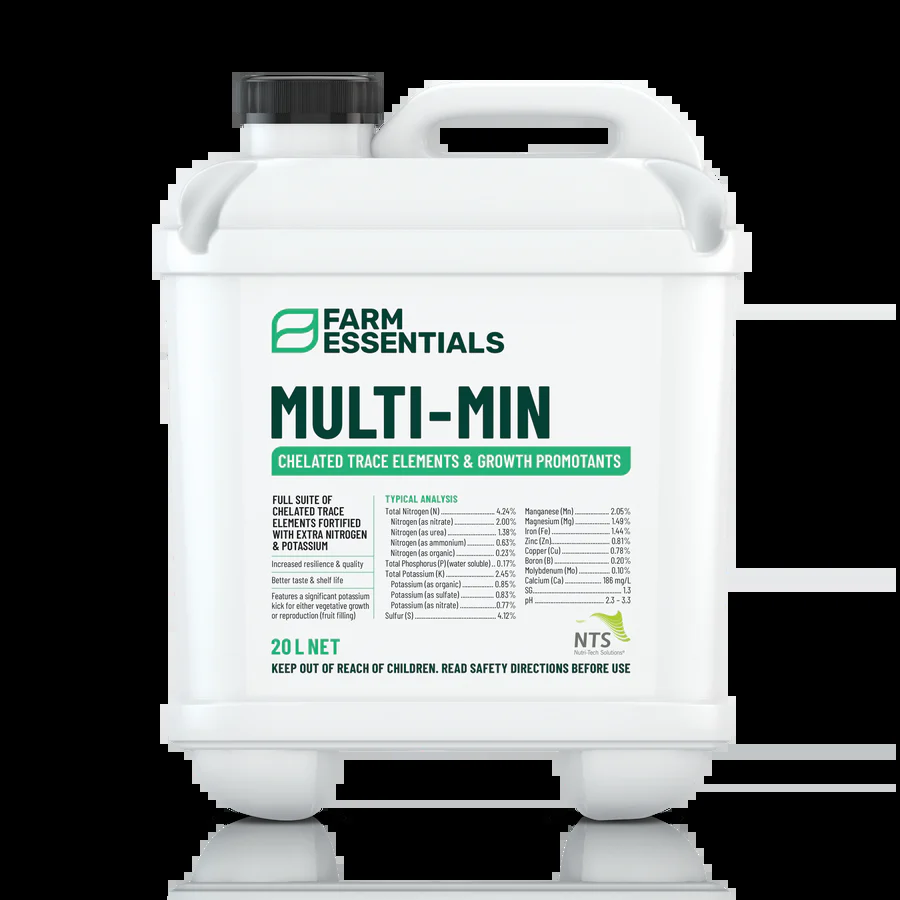 FARM
ESSENTIALS
MULTI-MIN
CHELATED TRACE ELEMENTS & GROWTH PROMOTANTS
FULL SUITE OF
CHELATED TRACE
ELEMENTS FORTIFIED
WITH EXTRA NITROGEN
& POTASSIUM
Increased resilience & quality
Better taste & shelf life
Features a significant potassium
kick for either vegetative growth
or reproduction (fruit filling)
TYPICAL ANALYSIS
Total Nitrogen (N) 4.24%
Nitrogen (as nitrate) 2.00%
Nitrogen (as urea) 1.38%
Nitrogen (as ammonium) 0.63%
Nitrogen (as organic) 0.23%
Total Phosphorus (P) (water soluble) 0.17%
Total Potassium (K) 2.45%
Potassium (as organic) 0.85%
Potassium (as sulfate) 0.83%
Potassium (as nitrate) 0.77%
Sulfur (S) 4.12%
Manganese (Mn) 2.05%
Magnesium (Mg) 1.49%
Iron (Fe) 1.44%
Zinc (Zn) 0.81%
Copper (Cu) 0.78%
Boron (B) 0.20%
Molybdenum (Mo) 0.10%
Calcium (Ca) 186 mg/L
SG 1.3
pH 2.3 – 3.3
NTS
Nutri-Tech Solutions®
20 L NET
KEEP OUT OF REACH OF CHILDREN. READ SAFETY DIRECTIONS BEFORE USE